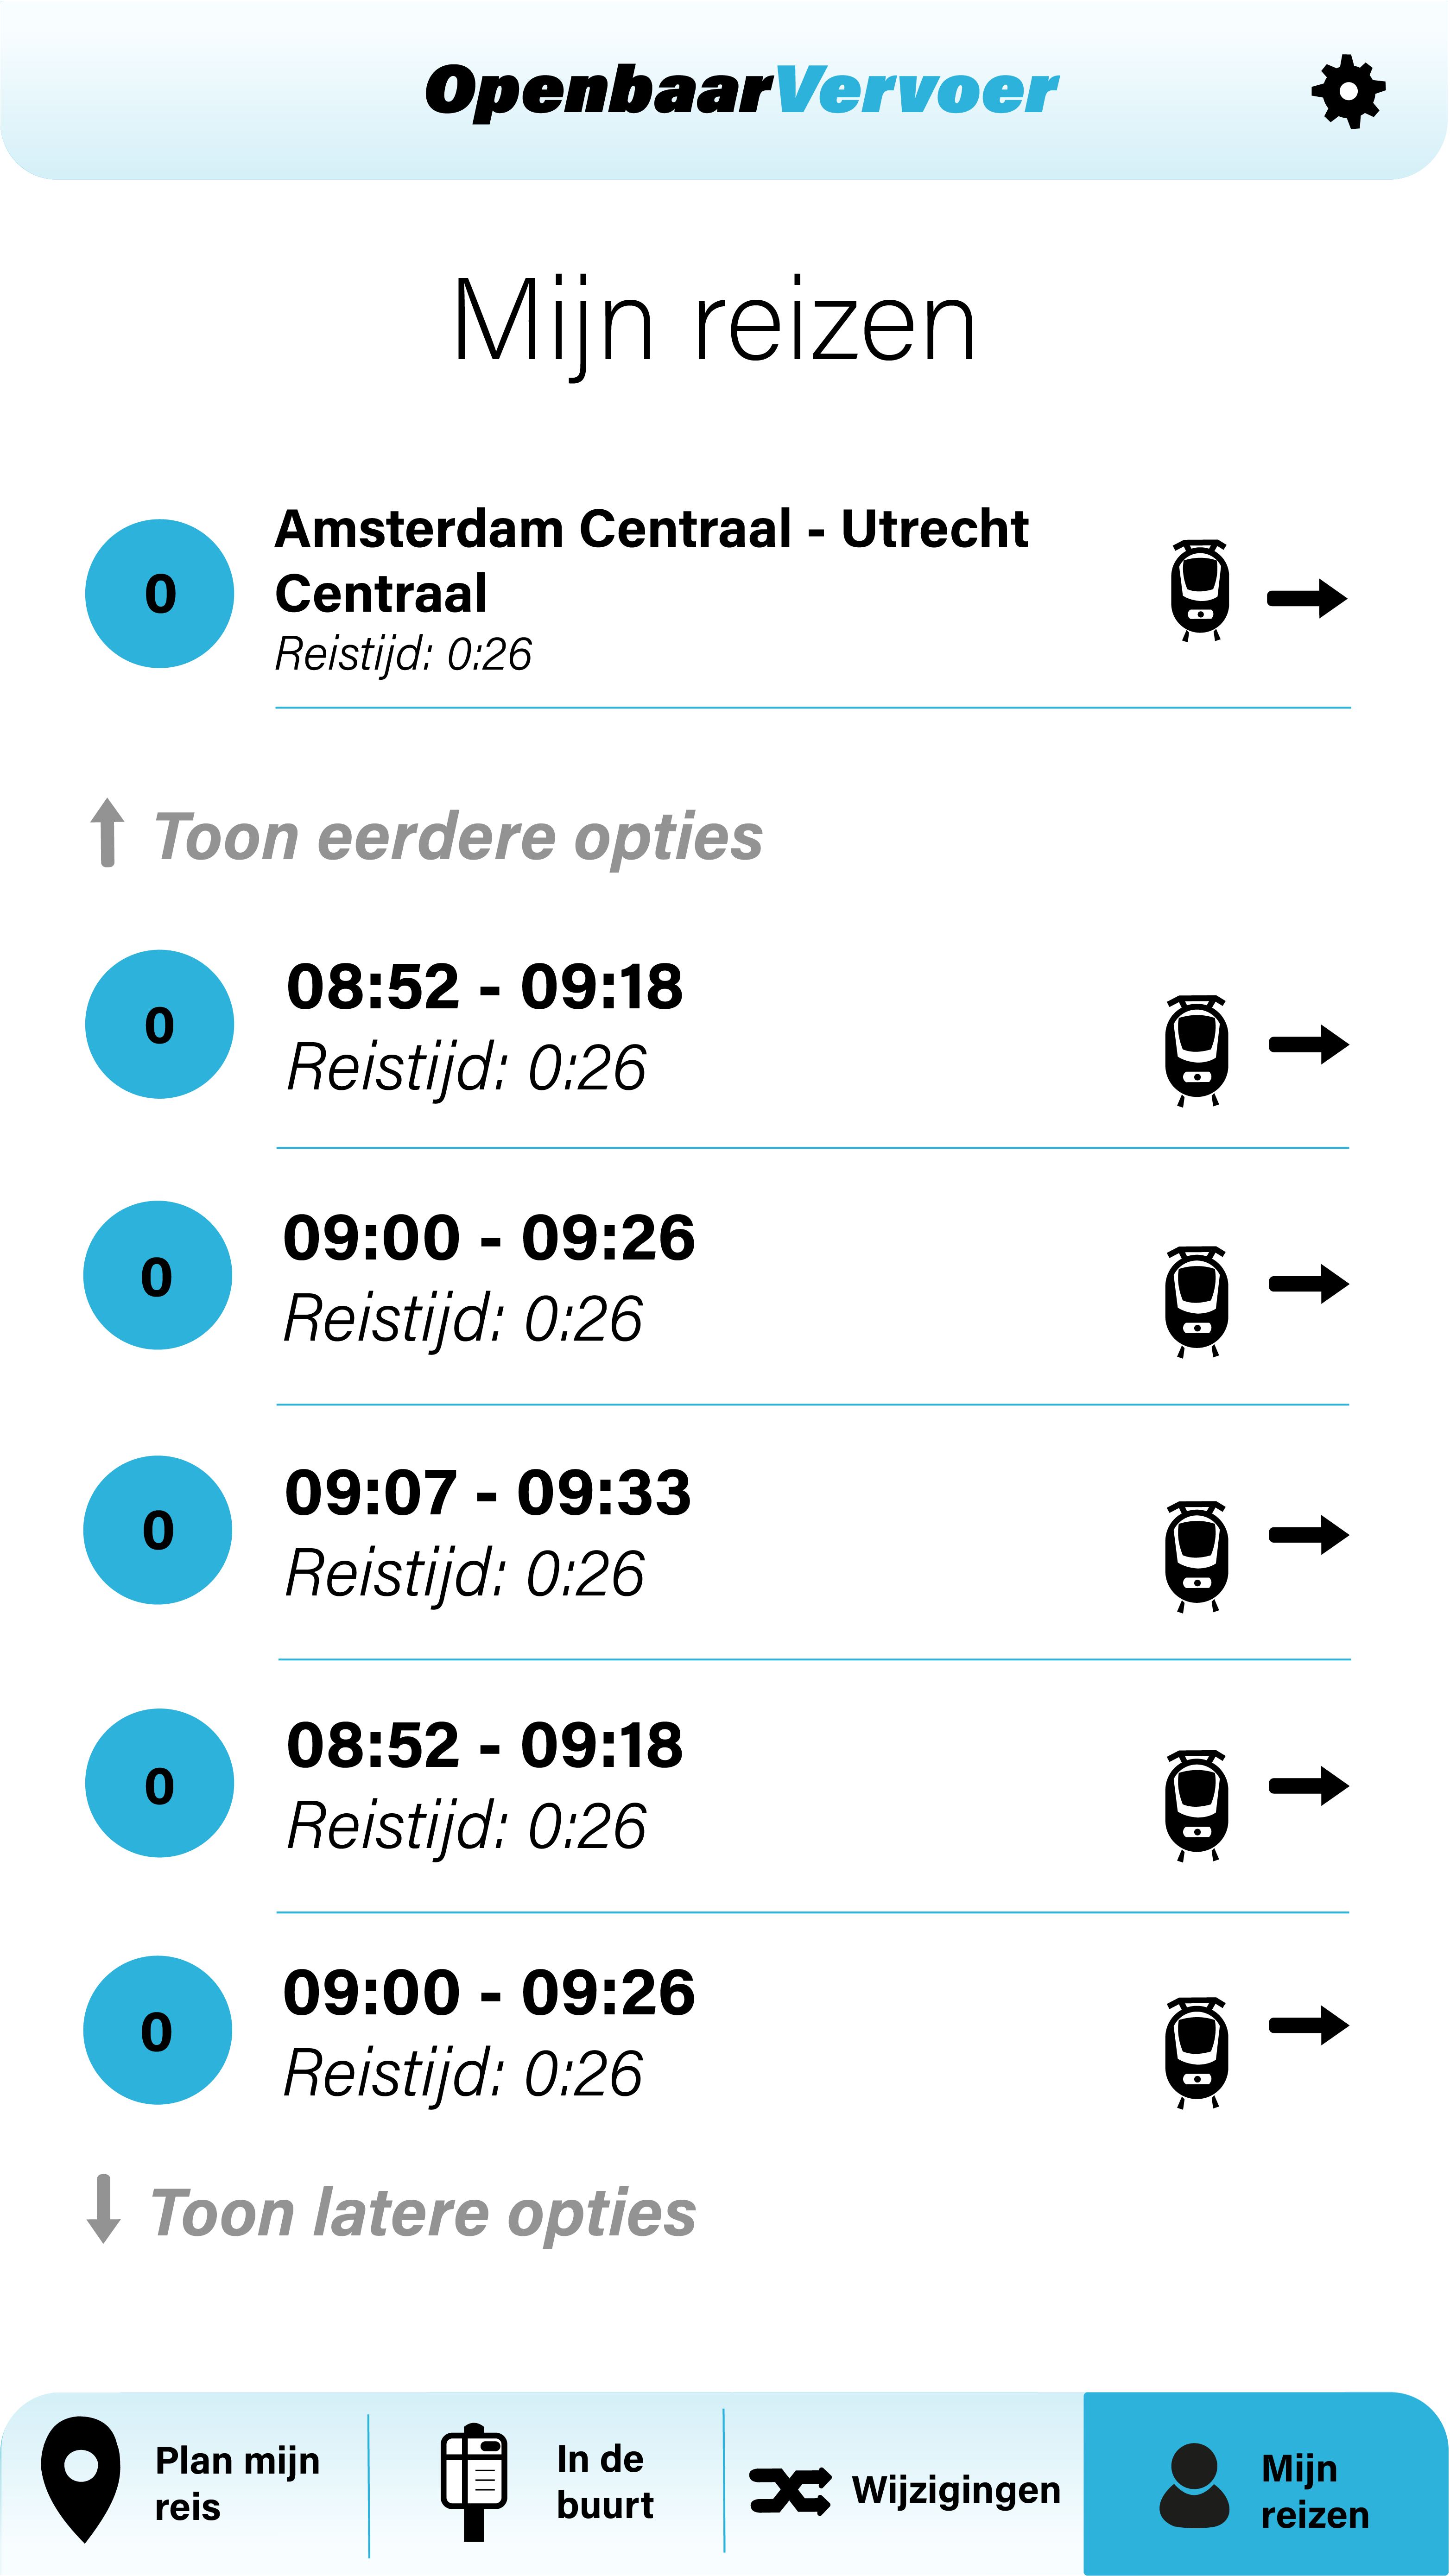 OpenbaarVervoer
Mijn reizen
0
Amsterdam Centraal - Utrecht
Centraal
Reistijd: 0:26
Toon eerdere opties
0
08:52 - 09:18
Reistijd: 0:26
0
09:00 - 09:26
Reistijd: 0:26
0
09:07 - 09:33
Reistijd: 0:26
0
08:52 - 09:18
Reistijd: 0:26
0
09:00 - 09:26
Reistijd: 0:26
Toon latere opties
Plan mijn
reis
In de
buurt
Wijzigingen
Mijn
reizen